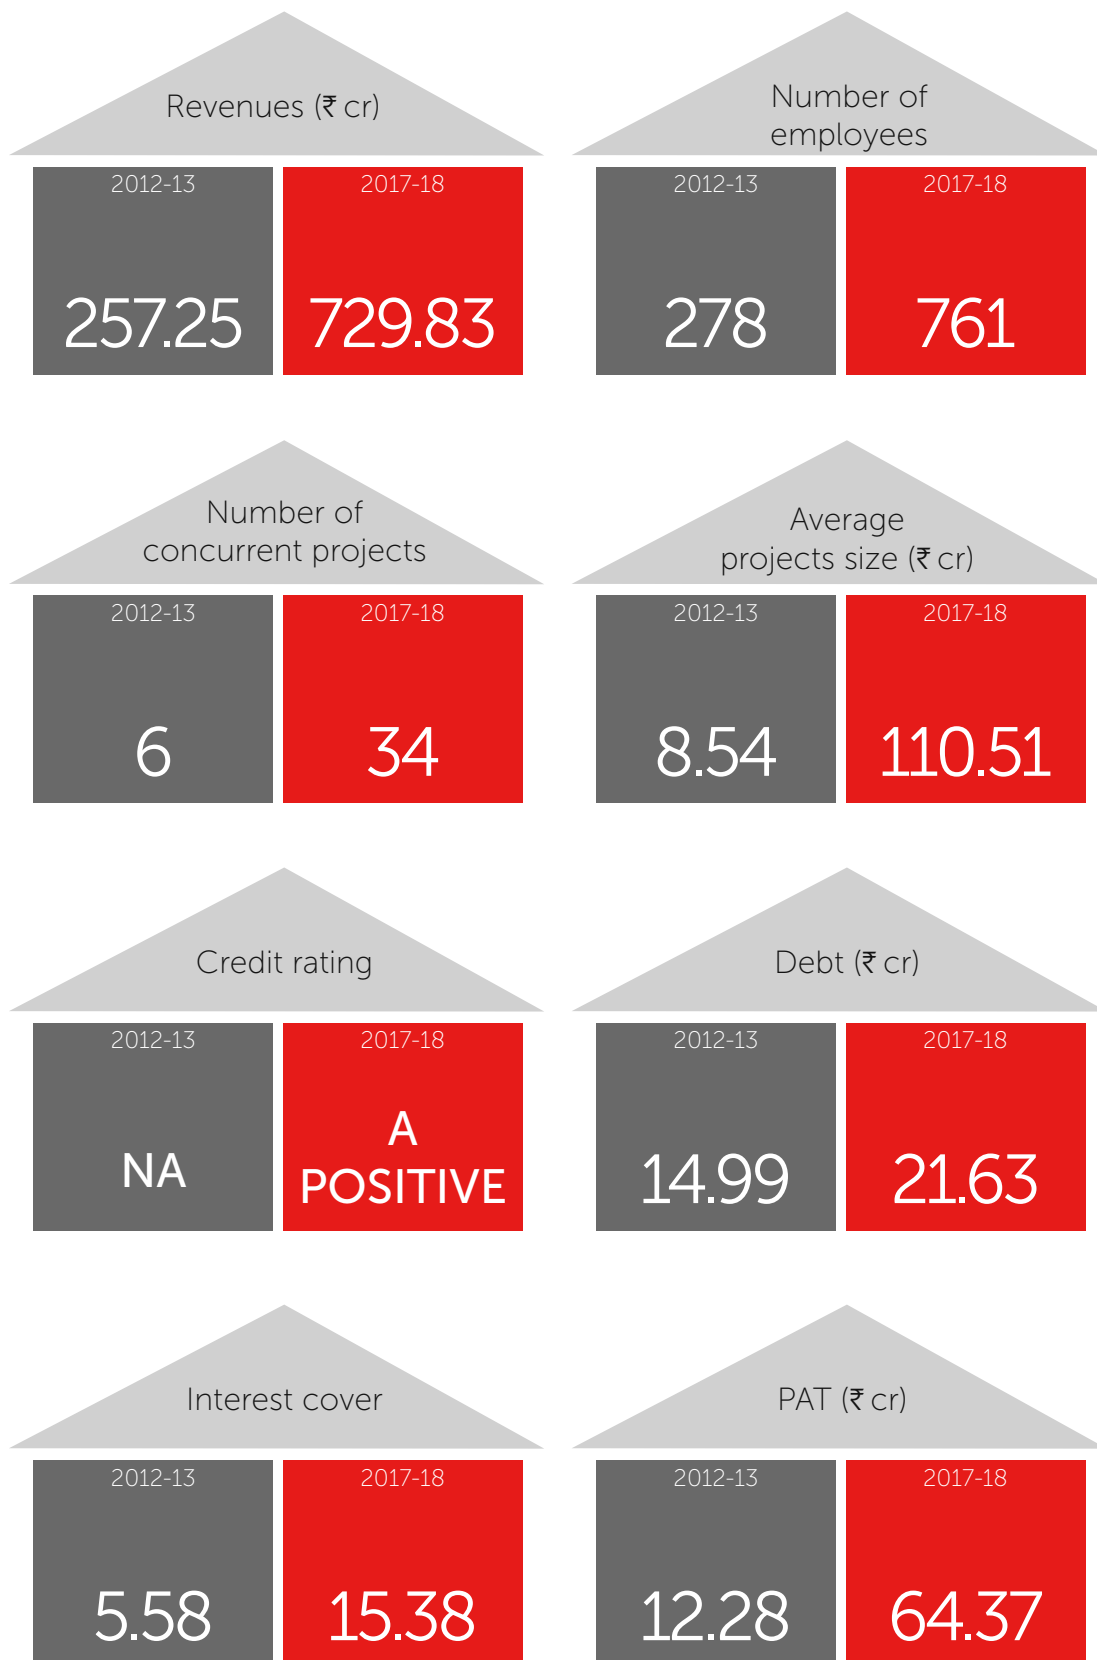 Revenues (₹ cr)
2012-13
2017-18
257.25
729.83
Number of
employees
2012-13
2017-18
278
761
Number of
concurrent projects
2012-13
2017-18
6
34
Average
projects size (₹ cr)
2012-13
2017-18
8.54
110.51
Credit rating
2012-13
2017-18
NA
A
POSITIVE
Debt (₹ cr)
2012-13
2017-18
14.99
21.63
Interest cover
2012-13
2017-18
5.58
15.38
PAT (₹ cr)
2012-13
2017-18
12.28
64.37